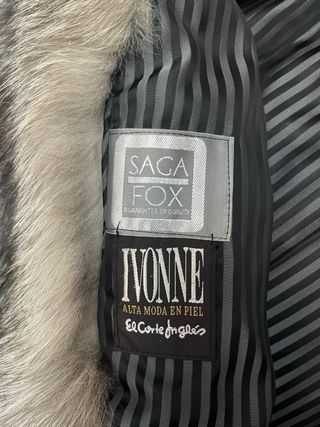 SAGA
FOX
GUARANTEE OF QUALITY
IVONNE
ALTA MODA EN PIEL
El Corte Inglés